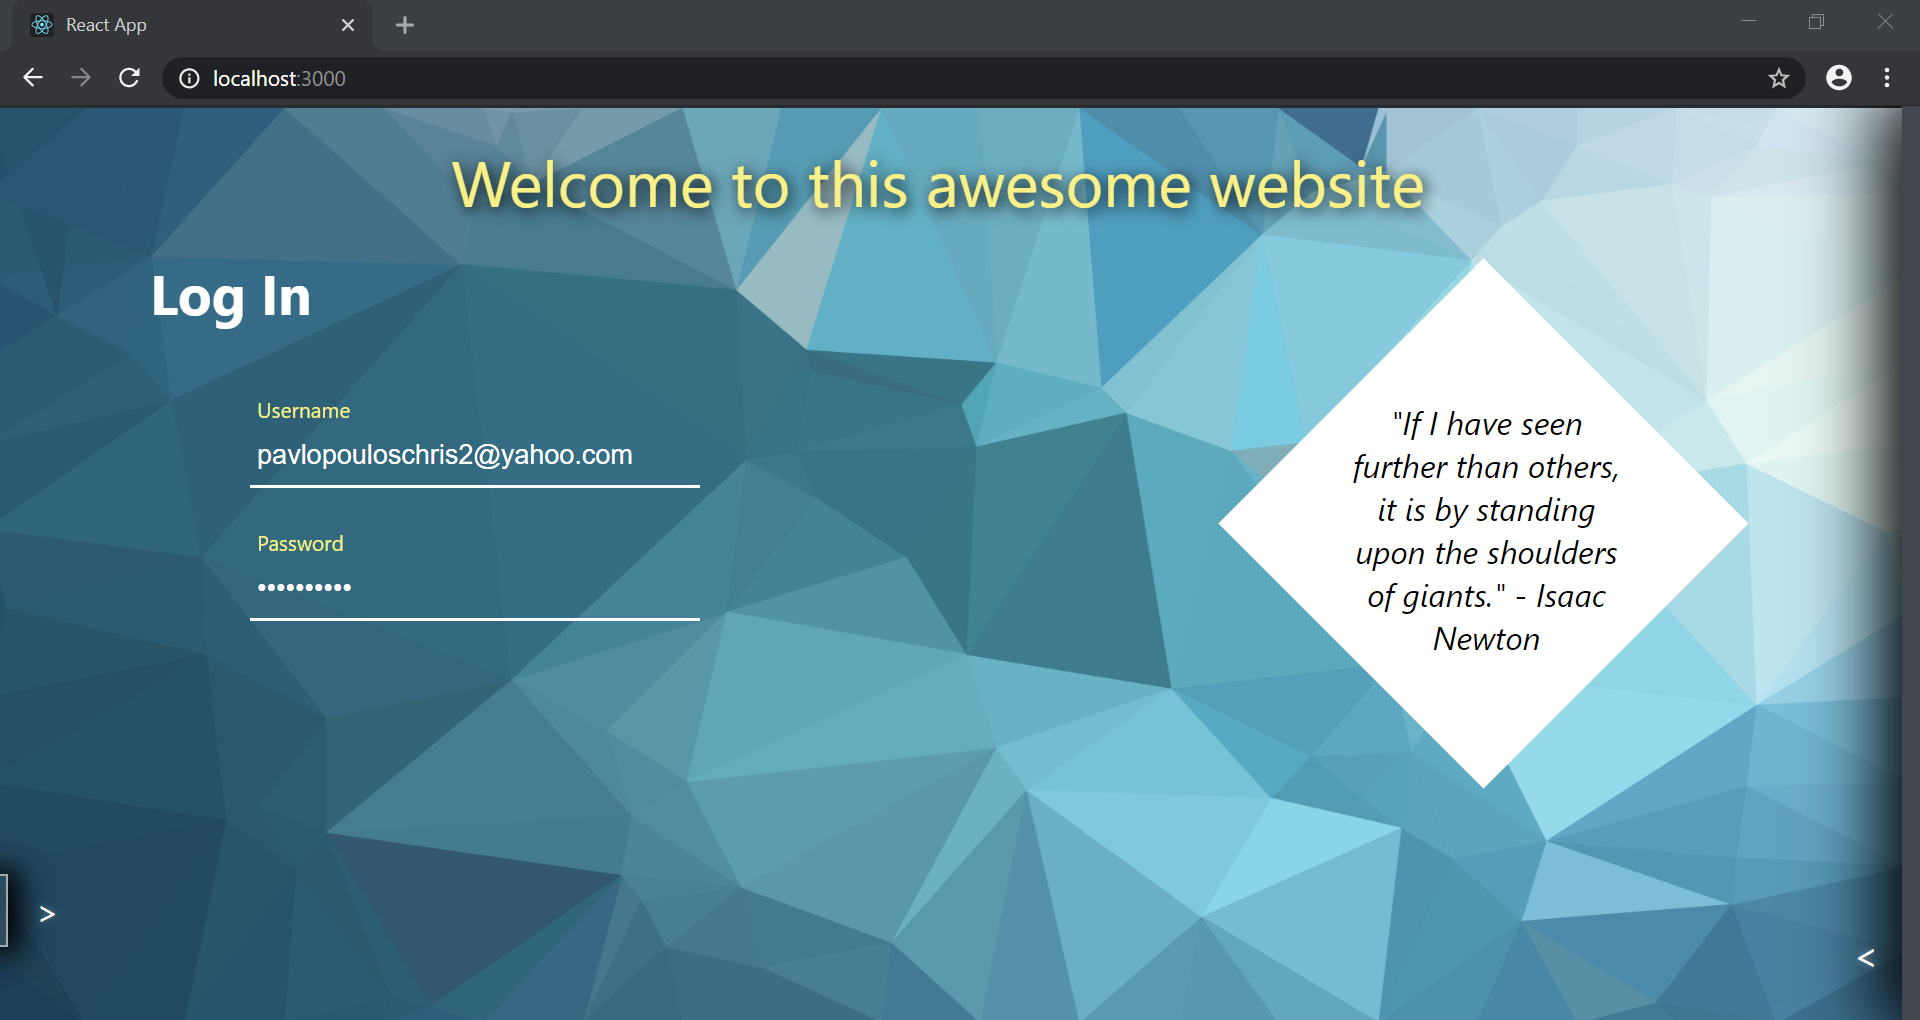 React App
localhost:3000
Welcome to this awesome website
Log In
Username
pavlopouloschris2@yahoo.com
Password
••••••••••
"If I have seen
further than others,
it is by standing
upon the shoulders
of giants." - Isaac
Newton
>
<